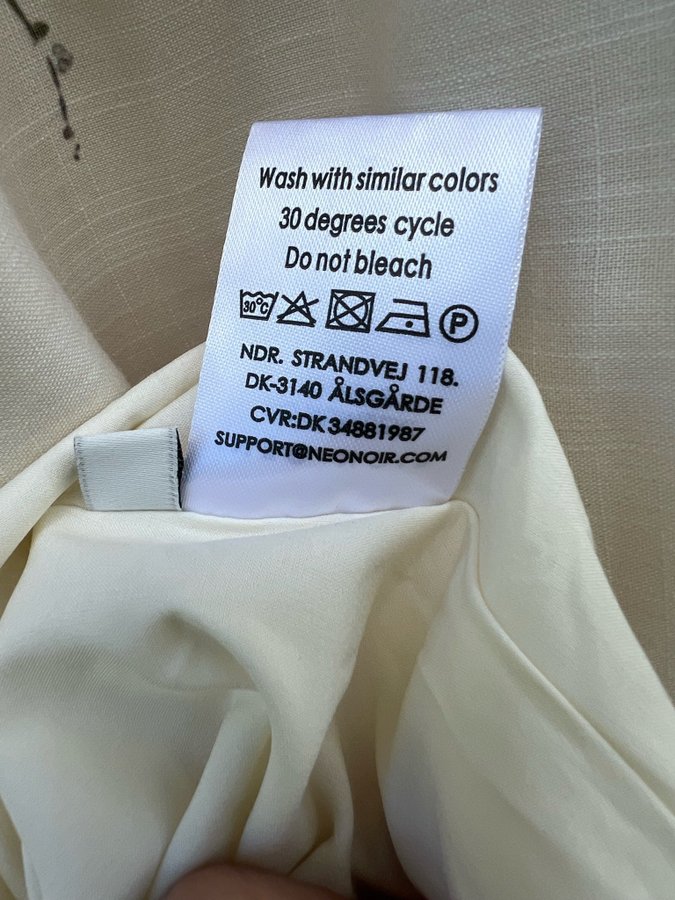 Wash with similar colors
30 degrees cycle
Do not bleach
30°C P
NDR. STRANDVEJ 118.
DK-3140 ÅLSGÅRDE
CVR:DK 34881987
SUPPORT@NEONOIR.COM